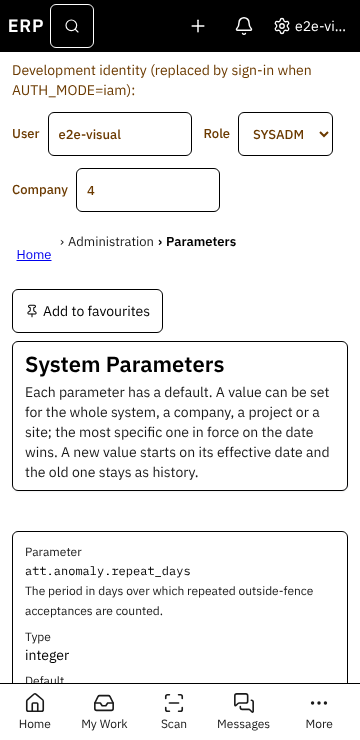 ERP
e2e-vi...
Development identity (replaced by sign-in when
AUTH_MODE=iam):
User e2e-visual Role SYSADM
Company 4
Home › Administration › Parameters
Add to favourites
System Parameters
Each parameter has a default. A value can be set
for the whole system, a company, a project or a
site; the most specific one in force on the date
wins. A new value starts on its effective date and
the old one stays as history.
Parameter
att.anomaly.repeat_days
The period in days over which repeated outside-fence
acceptances are counted.
Type
integer
Default
Home My Work Scan Messages More